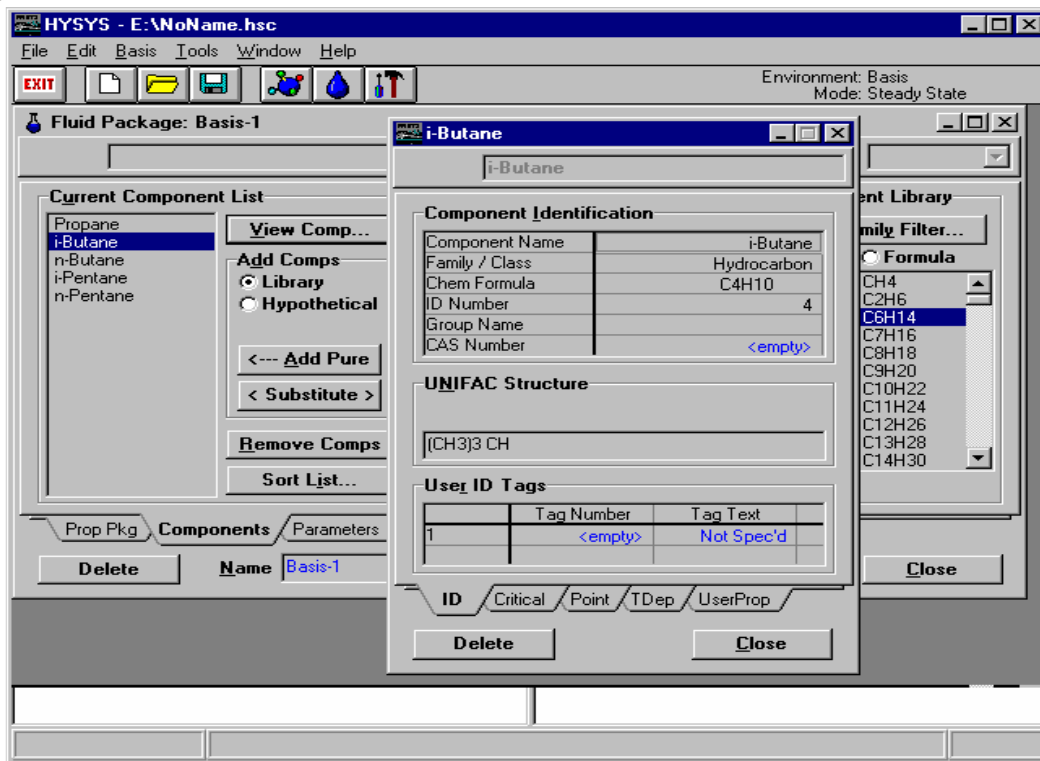 HYSYS - E:\NoName.hsc
File Edit Basis Tools Window Help
EXIT
Environment: Basis
Mode: Steady State
Fluid Package: Basis-1
Current Component List
Propane
i-Butane
n-Butane
i-Pentane
n-Pentane
View Comp...
Add Comps
Library
Hypothetical
<--- Add Pure
< Substitute >
Remove Comps
Sort List...
Prop Pkg Components Parameters
Delete Name Basis-1
i-Butane
i-Butane
Component Identification
Component Name i-Butane
Family / Class Hydrocarbon
Chem Formula C4H10
ID Number 4
Group Name
CAS Number <empty>
UNIFAC Structure
(CH3)3 CH
User ID Tags
Tag Number Tag Text
1 <empty> Not Spec'd
ID Critical Point TDep UserProp
Delete Close
ent Library
mily Filter...
Formula
CH4
C2H6
C6H14
C7H16
C8H18
C9H20
C10H22
C11H24
C12H26
C13H28
C14H30
Close